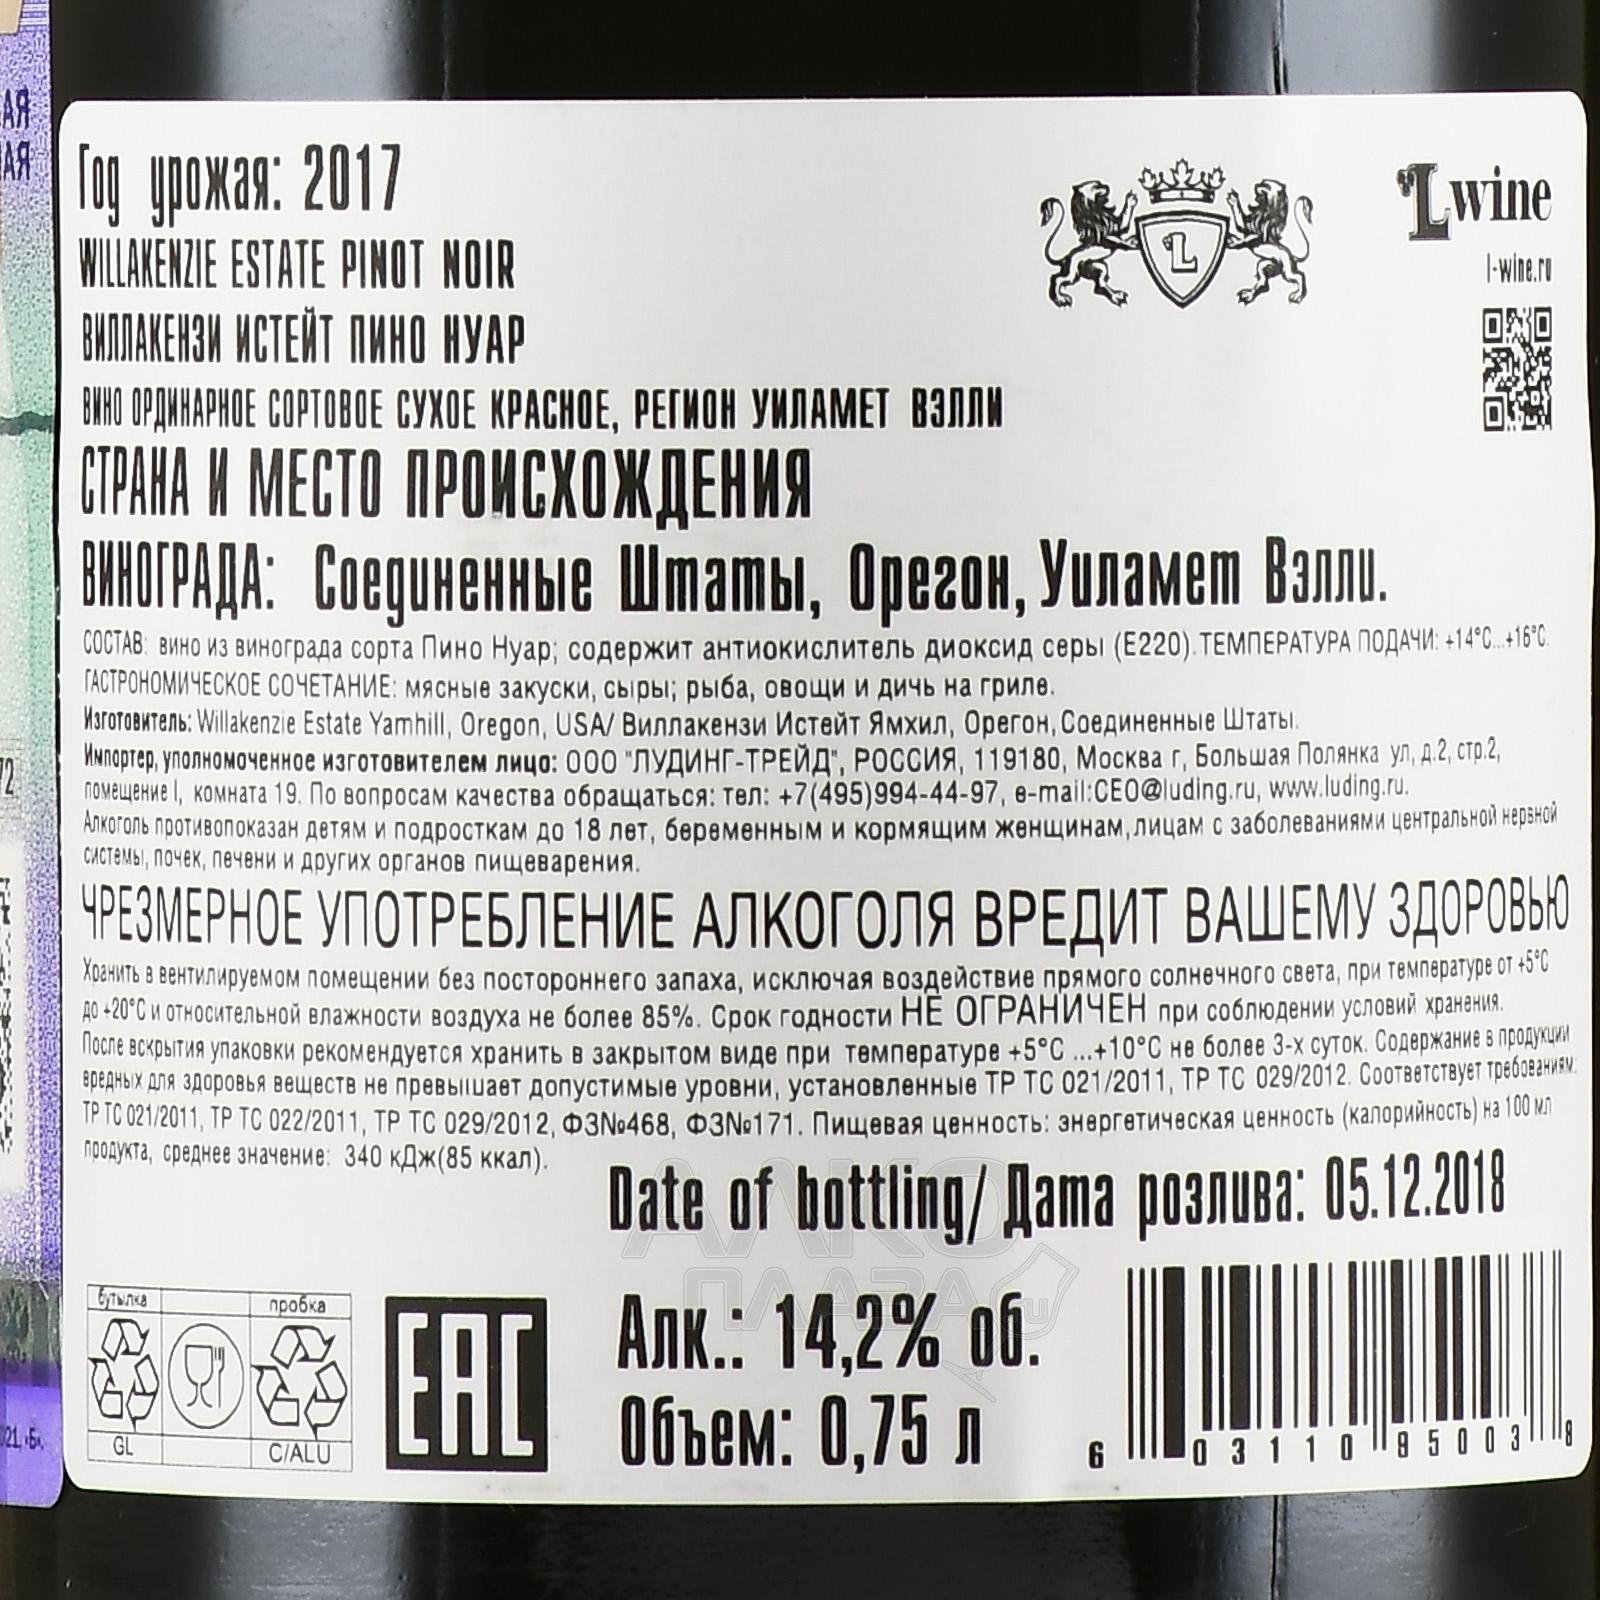 Год урожая: 2017
WILLAKENZIE ESTATE PINOT NOIR
ВИЛЛАКЕНЗИ ИСТЕЙТ ПИНО НУАР
ВИНО ОРДИНАРНОЕ СОРТОВОЕ СУХОЕ КРАСНОЕ, РЕГИОН УИЛАМЕТ ВЭЛЛИ
СТРАНА И МЕСТО ПРОИСХОЖДЕНИЯ
ВИНОГРАДА: Соединенные Штаты, Орегон, Уиламет Вэлли.
СОСТАВ: вино из винограда сорта Пино Нуар; содержит антиокислитель диоксид серы (Е220). ТЕМПЕРАТУРА ПОДАЧИ: +14°С...+16°С.
ГАСТРОНОМИЧЕСКОЕ СОЧЕТАНИЕ: мясные закуски, сыры; рыба, овощи и дичь на гриле.
Изготовитель: Willakenzie Estate Yamhill, Oregon, USA/ Виллакензи Истейт Ямхил, Орегон, Соединенные Штаты.
Импортер, уполномоченное изготовителем лицо: ООО "ЛУДИНГ-ТРЕЙД", РОССИЯ, 119180, Москва г, Большая Полянка ул, д.2, стр.2,
помещение I, комната 19. По вопросам качества обращаться: тел: +7(495)994-44-97, e-mail:CEO@luding.ru, www.luding.ru.
Алкоголь противопоказан детям и подросткам до 18 лет, беременным и кормящим женщинам, лицам с заболеваниями центральной нервной
системы, почек, печени и других органов пищеварения.
ЧРЕЗМЕРНОЕ УПОТРЕБЛЕНИЕ АЛКОГОЛЯ ВРЕДИТ ВАШЕМУ ЗДОРОВЬЮ
Хранить в вентилируемом помещении без постороннего запаха, исключая воздействие прямого солнечного света, при температуре от +5°С
до +20°С и относительной влажности воздуха не более 85%. Срок годности НЕ ОГРАНИЧЕН при соблюдении условий хранения.
После вскрытия упаковки рекомендуется хранить в закрытом виде при температуре +5°С ...+10°С не более 3-х суток. Содержание в продукции
вредных для здоровья веществ не превышает допустимые уровни, установленные ТР ТС 021/2011, ТР ТС 029/2012. Соответствует требованиям:
ТР ТС 021/2011, ТР ТС 022/2011, ТР ТС 029/2012, ФЗ№468, ФЗ№171. Пищевая ценность: энергетическая ценность (калорийность) на 100 мл
продукта, среднее значение: 340 кДж(85 ккал).
Date of bottling/ Дата розлива: 05.12.2018
Алк.: 14,2% об.
Объем: 0,75 л
бутылка
пробка
GL
C/ALU
EAC
6 03110 85003 8
L wine
l-wine.ru
L
АЛКО
ПЛАЗА.ru
АЯ
АЯ
72